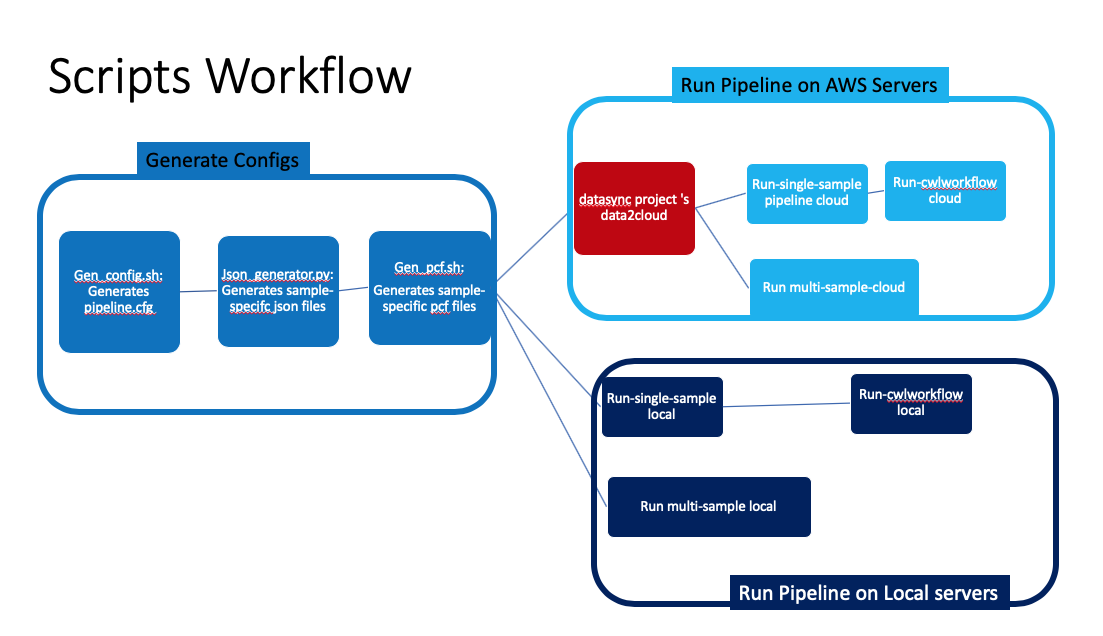 Scripts Workflow
Generate Configs
Gen_config.sh:
Generates
pipeline.cfg
Json_generator.py:
Generates sample-
specifc json files
Gen_pcf.sh:
Generates sample-
specific pcf files
Run Pipeline on AWS Servers
datasync project 's
data2cloud
Run-single-sample
pipeline cloud
Run-cwlworkflow
cloud
Run multi-sample-cloud
Run-single-sample
local
Run-cwlworkflow
local
Run multi-sample local
Run Pipeline on Local servers